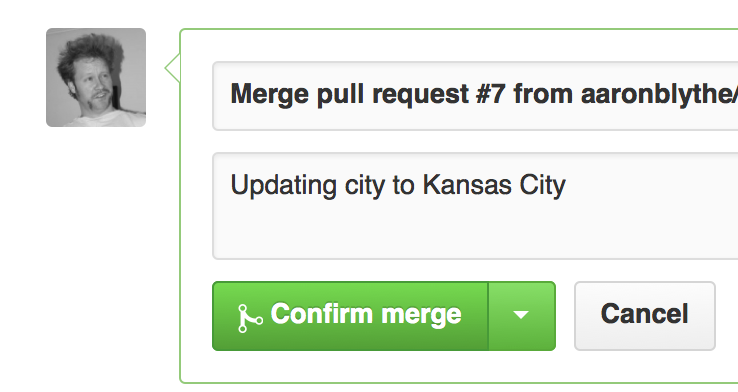 Merge pull request #7 from aaronblythe/
Updating city to Kansas City
Confirm merge
Cancel